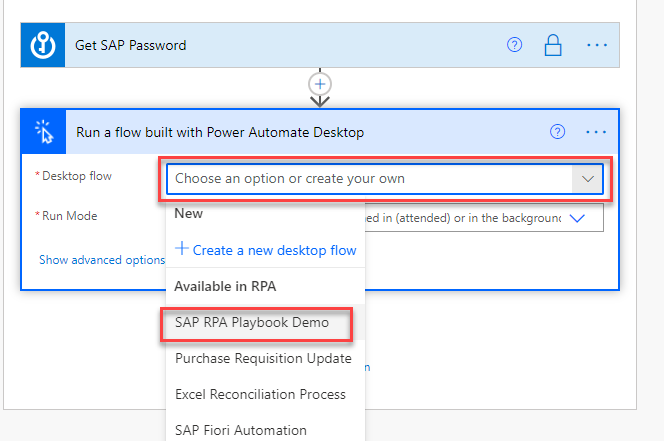 Get SAP Password
Run a flow built with Power Automate Desktop
* Desktop flow
Choose an option or create your own
New
* Run Mode
ed in (attended) or in the background
+ Create a new desktop flow
Show advanced options
Available in RPA
SAP RPA Playbook Demo
Purchase Requisition Update
Excel Reconciliation Process
SAP Fiori Automation